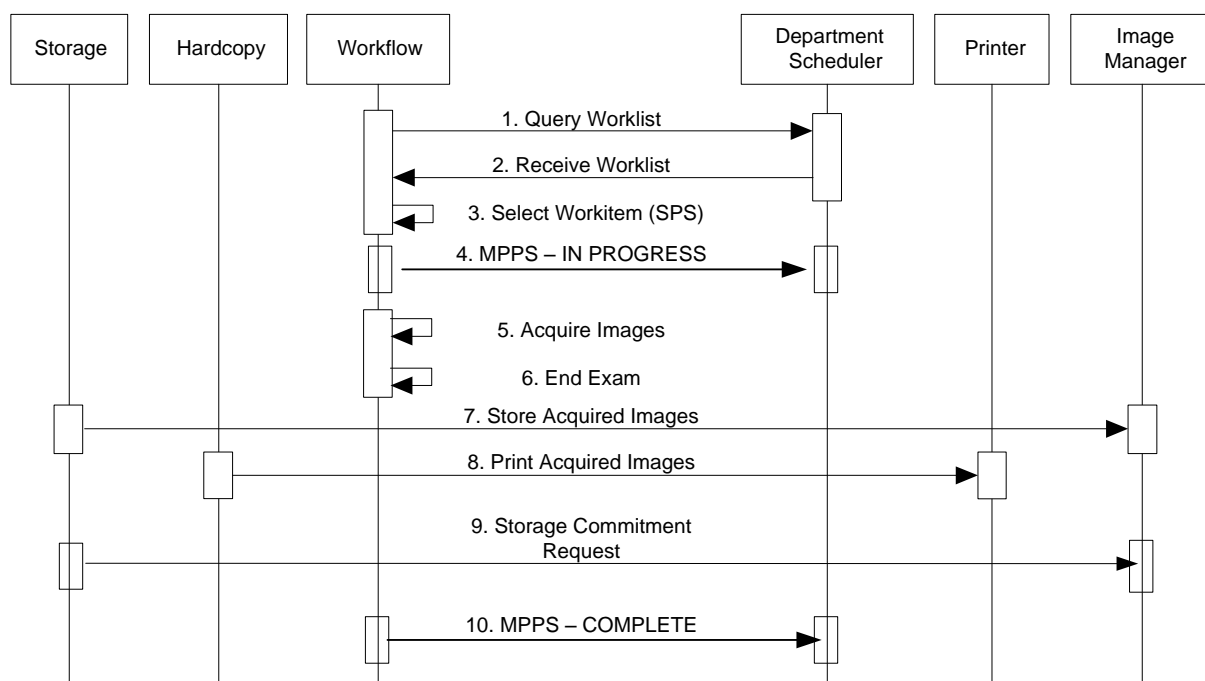 Storage
Hardcopy
Workflow
Department
Scheduler
Printer
Image
Manager
1. Query Worklist
2. Receive Worklist
3. Select Workitem (SPS)
4. MPPS – IN PROGRESS
5. Acquire Images
6. End Exam
7. Store Acquired Images
8. Print Acquired Images
9. Storage Commitment
Request
10. MPPS – COMPLETE